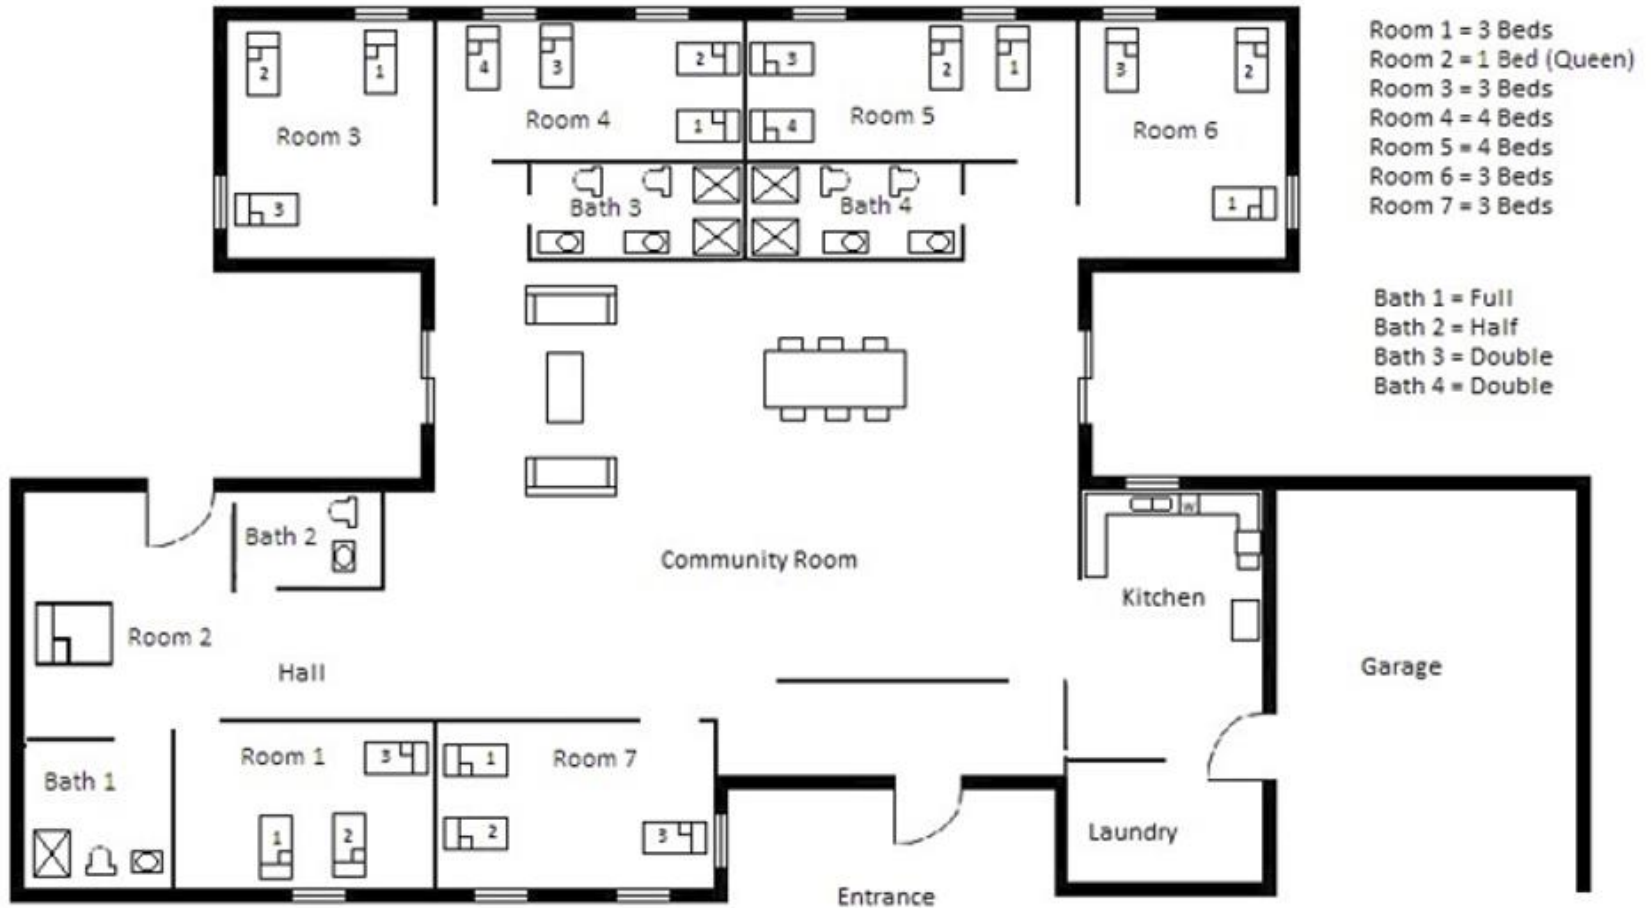 Room 1 = 3 Beds
Room 2 = 1 Bed (Queen)
Room 3 = 3 Beds
Room 4 = 4 Beds
Room 5 = 4 Beds
Room 6 = 3 Beds
Room 7 = 3 Beds
Bath 1 = Full
Bath 2 = Half
Bath 3 = Double
Bath 4 = Double
2
1
Room 3
3
4
3
2
Room 4
1
3
2
1
Room 5
4
3
2
Room 6
1
Bath 3
Bath 4
Bath 2
Community Room
W
Kitchen
Room 2
Hall
Garage
Bath 1
Room 1
3
1
2
1
Room 7
2
3
Laundry
Entrance